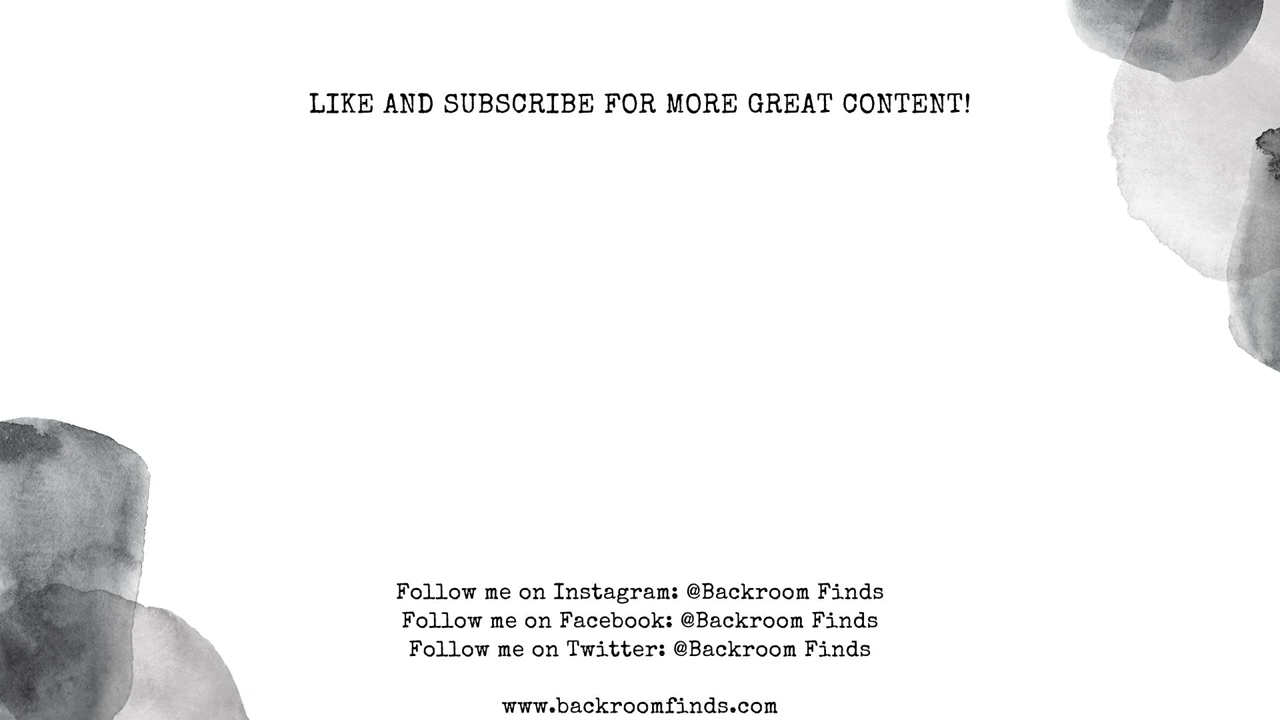 LIKE AND SUBSCRIBE FOR MORE GREAT CONTENT!
Follow me on Instagram: @Backroom Finds
Follow me on Facebook: @Backroom Finds
Follow me on Twitter: @Backroom Finds
www.backroomfinds.com